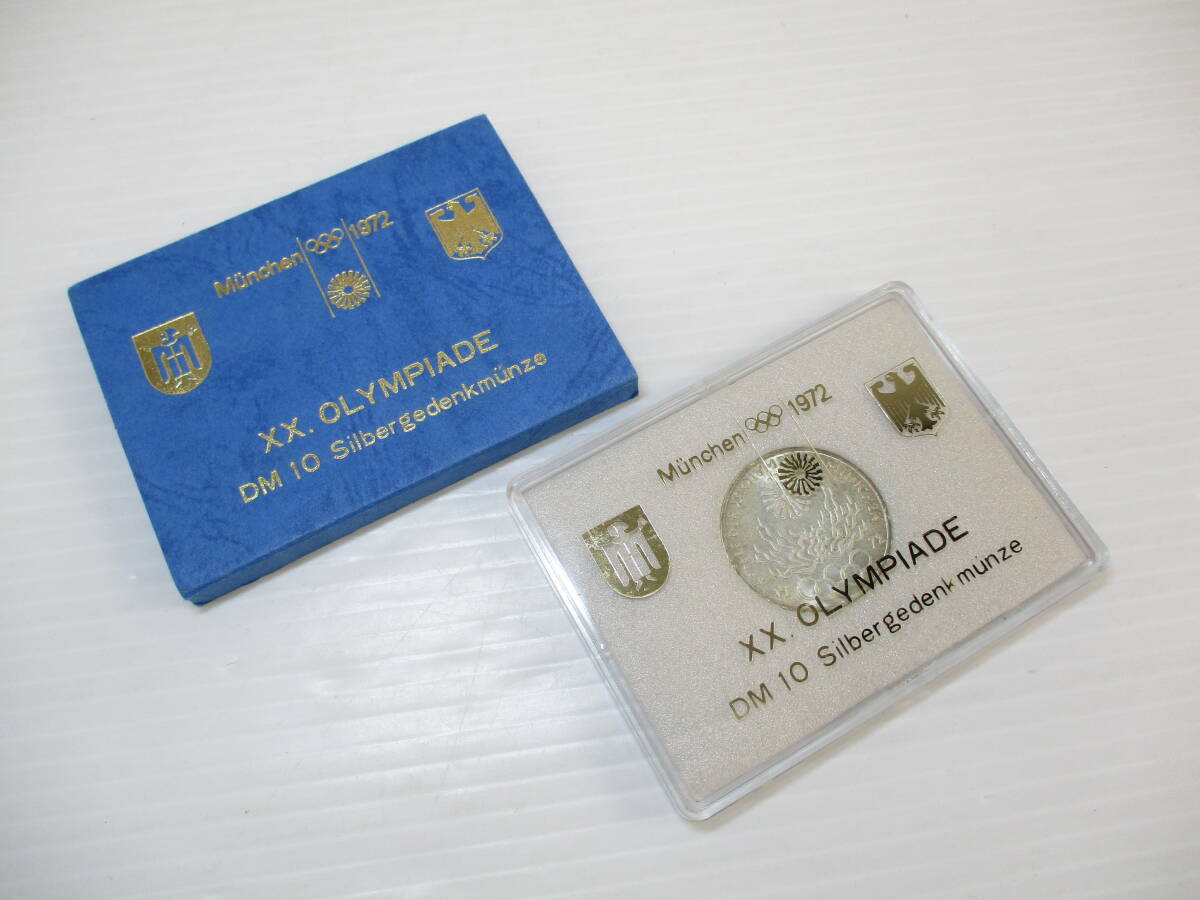 München 1972
XX. OLYMPIADE
DM 10 Silbergedenkmünze
München 1972
XX. OLYMPIADE
DM 10 Silbergedenkmünze